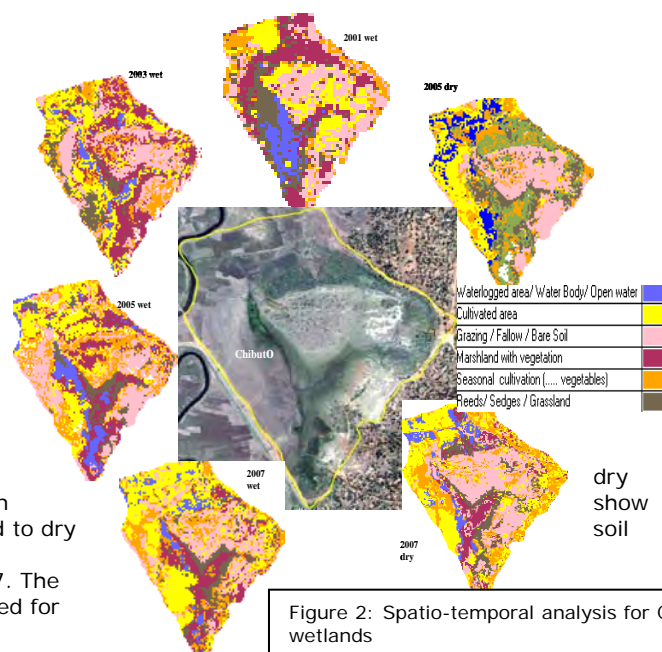 2001 wet
2003 wet
2005 dry
Waterlogged area/ Water Body/ Open water
Cultivated area
Grazing / Fallow / Bare Soil
Marshland with vegetation
Seasonal cultivation (..... vegetables)
Reeds/ Sedges / Grassland
2005 wet
ChibutO
2007
wet
2007
dry
dry
show
d to dry
soil
7. The
ed for
Figure 2: Spatio-temporal analysis for
wetlands